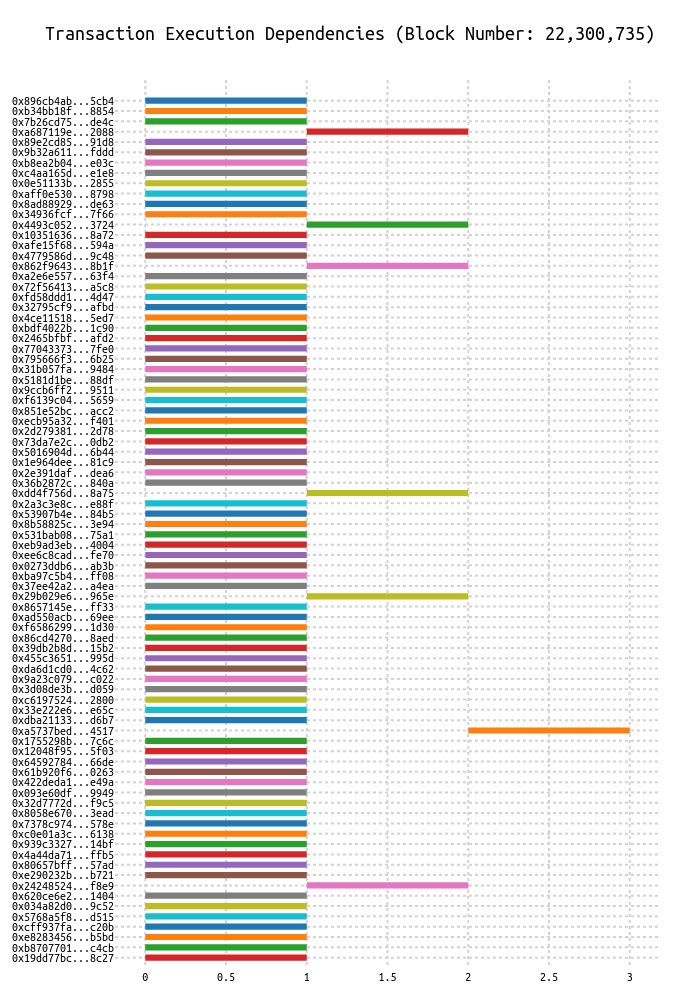 Transaction Execution Dependencies (Block Number: 22,300,735)
0x896cb4ab...5cb4
0xb34bb18f...8854
0x7b26cd75...de4c
0xa687119e...2088
0x89e2cd85...91d8
0x9b32a611...fddd
0xb8ea2b04...e03c
0xc4aa165d...e1e8
0x0e51133b...2855
0xaff0e530...8798
0x8ad88929...de63
0x34936fcf...7f66
0x4493c052...3724
0x10351636...8a72
0xafe15f68...594a
0x4779586d...9c48
0x862f9643...8b1f
0xa2e6e557...63f4
0x72f56413...a5c8
0xfd58ddd1...4d47
0x32795cf9...afbd
0x4ce11518...5ed7
0xbdf4022b...1c90
0x2465bfbf...afd2
0x77043373...7fe0
0x795666f3...6b25
0x31b057fa...9484
0x5181d1be...88df
0x9ccb6ff2...9511
0xf6139c04...5659
0x851e52bc...acc2
0xecb95a32...f401
0x2d279381...2d78
0x73da7e2c...0db2
0x5016904d...6b44
0x1e964dee...81c9
0x2e391daf...dea6
0x36b2872c...840a
0xdd4f756d...8a75
0x2a3c3e8c...e88f
0x53907b4e...84b5
0x8b58825c...3e94
0x531bab08...75a1
0xeb9ad3eb...4004
0xee6c8cad...fe70
0x0273ddb6...ab3b
0xba97c5b4...ff08
0x37ee42a2...a4ea
0x29b029e6...965e
0x8657145e...ff33
0xad550acb...69ee
0xf6586299...1d30
0x86cd4270...8aed
0x39db2b8d...15b2
0x455c3651...995d
0xda6d1cd0...4c62
0x9a23c079...c022
0x3d08de3b...d059
0xc6197524...2800
0x33e222e6...e65c
0xdba21133...d6b7
0xa5737bed...4517
0x1755298b...7c6c
0x12048f95...5f03
0x64592784...66de
0x61b920f6...0263
0x422deda1...e49a
0x093e60df...9949
0x32d7772d...f9c5
0x8058e670...3ead
0x7378c974...578e
0xc0e01a3c...6138
0x939c3327...14bf
0x4a44da71...ffb5
0x80657bff...57ad
0xe290232b...b721
0x24248524...f8e9
0x620ce6e2...1404
0x034a82d0...9c52
0x5768a5f8...d515
0xcff937fa...c20b
0xe8283456...b5bd
0xb8707701...c4cb
0x19dd77bc...8c27
0 0.5 1 1.5 2 2.5 3